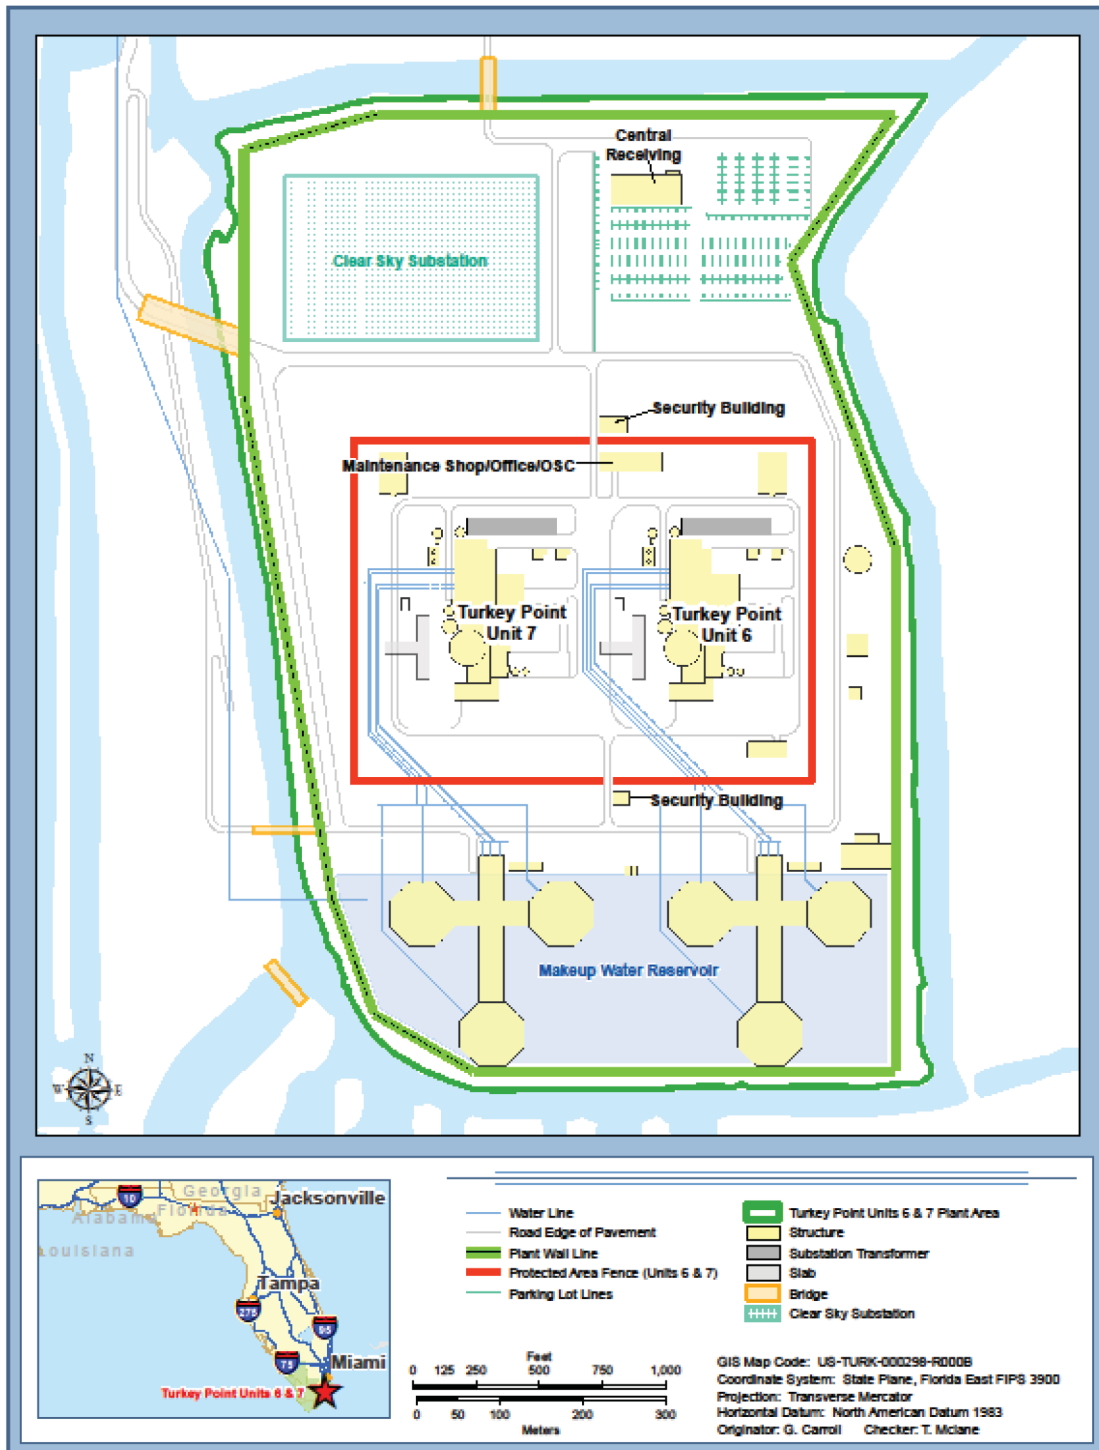 Central
Receiving
Clear Sky Substation
Security Building
Maintenance Shop/Office/OSC
Turkey Point
Unit 7
Turkey Point
Unit 6
Security Building
Makeup Water Reservoir
N
W E
S
Georgia
Jacksonville
10
Alabama
Florida
Louisiana
Tampa
275
95
75
Miami
Turkey Point Units 6 & 7
Water Line
Road Edge of Pavement
Plant Wall Line
Protected Area Fence (Units 6 & 7)
Parking Lot Lines
Turkey Point Units 6 & 7 Plant Area
Structure
Substation Transformer
Slab
Bridge
Clear Sky Substation
Feet
0 125 250 500 750 1,000
0 50 100 200 300
Meters
GIS Map Code: US-TURK-000298-R000B
Coordinate System: State Plane, Florida East FIPS 3900
Projection: Transverse Mercator
Horizontal Datum: North American Datum 1983
Originator: G. Carroll Checker: T. Mclane